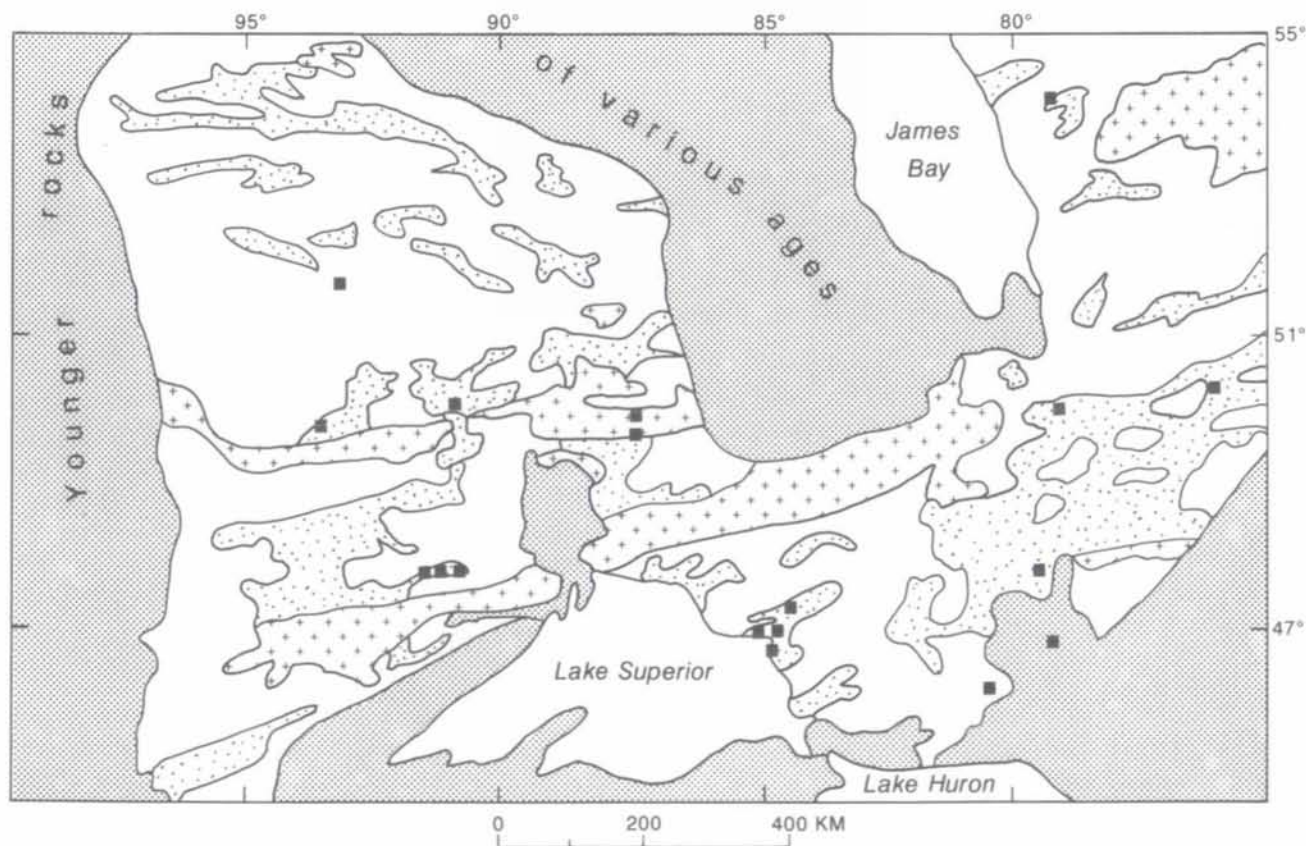 95° 90° 85° 80°
55°
Younger rocks of various ages
James
Bay
51°
47°
Lake Superior
Lake Huron
0 200 400 KM